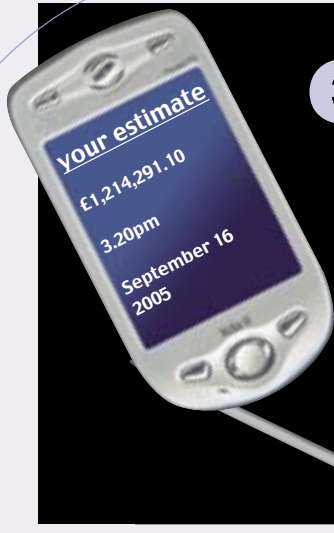 your estimate
£1,214,291.10
3.20pm
September 16
2005